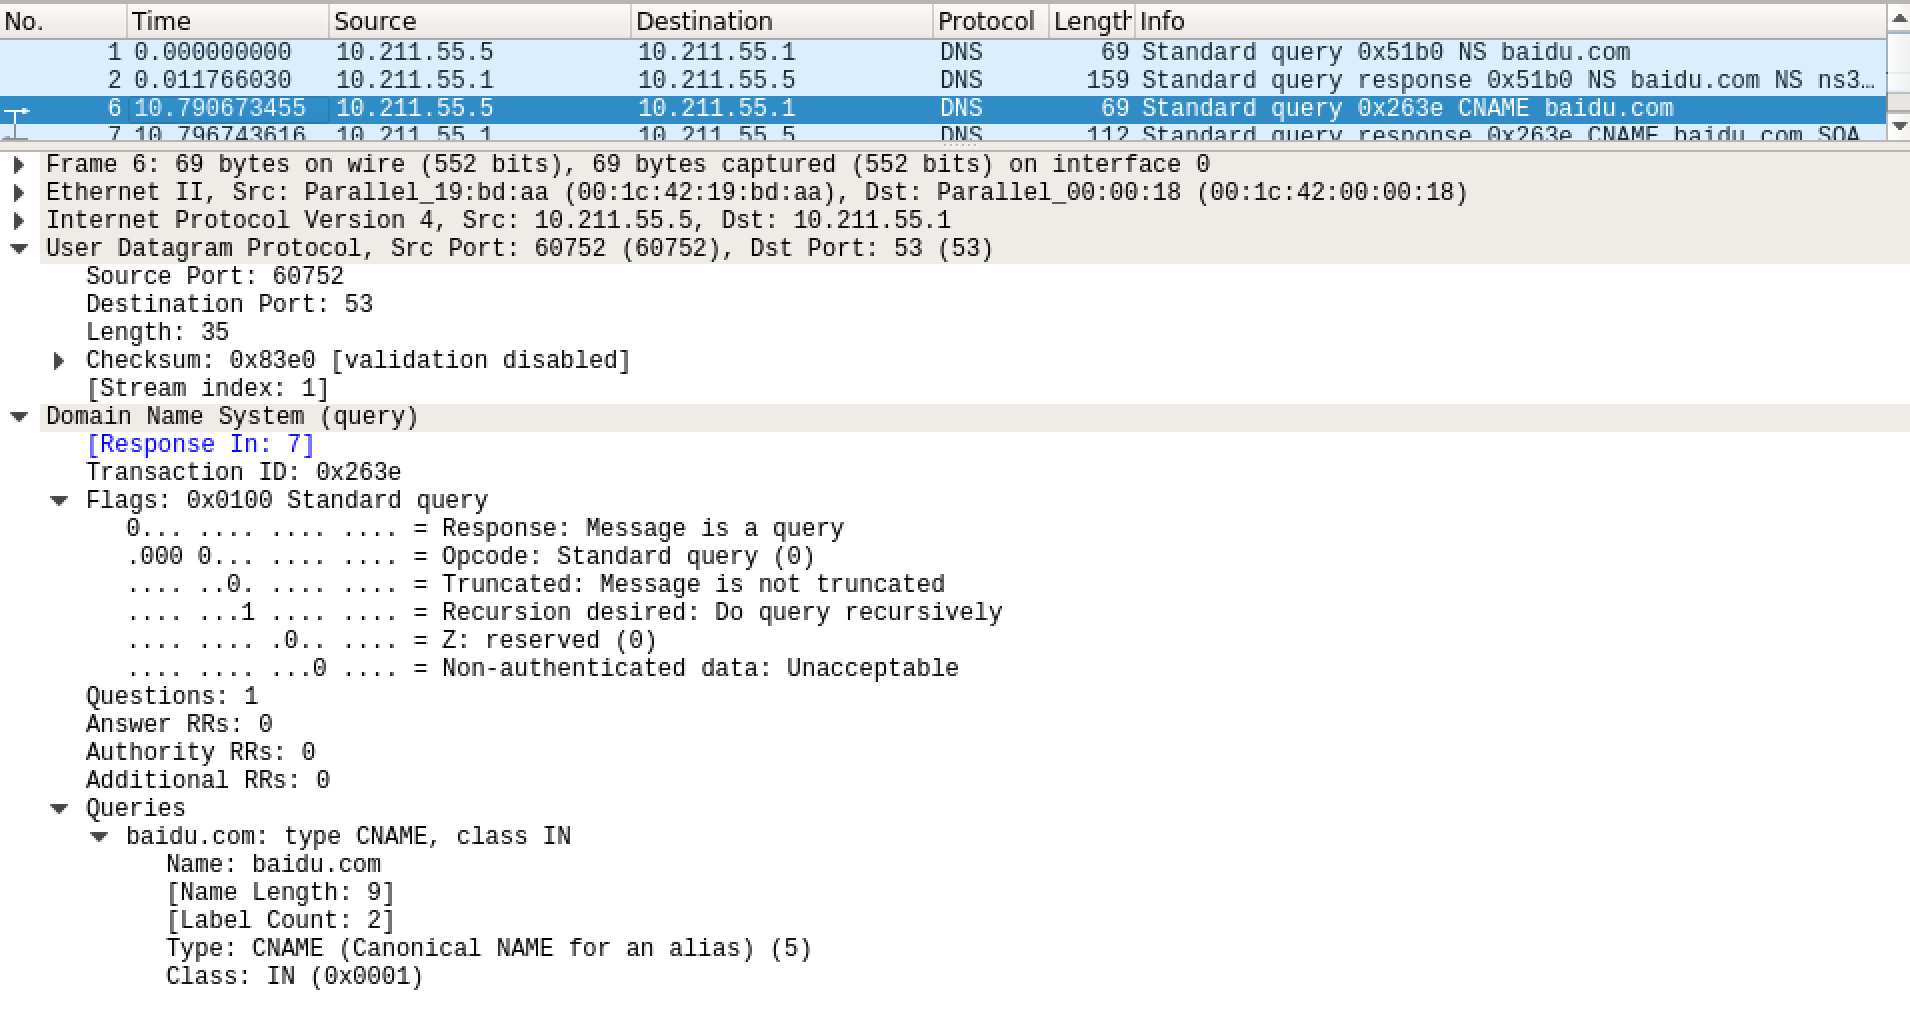 No. Time Source Destination Protocol Length Info
1 0.000000000 10.211.55.5 10.211.55.1 DNS 69 Standard query 0x51b0 NS baidu.com
2 0.011766030 10.211.55.1 10.211.55.5 DNS 159 Standard query response 0x51b0 NS baidu.com NS ns3…
6 10.790673455 10.211.55.5 10.211.55.1 DNS 69 Standard query 0x263e CNAME baidu.com
7 10.796743616 10.211.55.1 10.211.55.5 DNS 112 Standard query response 0x263e CNAME baidu.com SOA
Frame 6: 69 bytes on wire (552 bits), 69 bytes captured (552 bits) on interface 0
Ethernet II, Src: Parallel_19:bd:aa (00:1c:42:19:bd:aa), Dst: Parallel_00:00:18 (00:1c:42:00:00:18)
Internet Protocol Version 4, Src: 10.211.55.5, Dst: 10.211.55.1
User Datagram Protocol, Src Port: 60752 (60752), Dst Port: 53 (53)
Source Port: 60752
Destination Port: 53
Length: 35
Checksum: 0x83e0 [validation disabled]
[Stream index: 1]
Domain Name System (query)
[Response In: 7]
Transaction ID: 0x263e
Flags: 0x0100 Standard query
0... .... .... .... = Response: Message is a query
.000 0... .... .... = Opcode: Standard query (0)
.... ..0. .... .... = Truncated: Message is not truncated
.... ...1 .... .... = Recursion desired: Do query recursively
.... .... .0.. .... = Z: reserved (0)
.... .... ...0 .... = Non-authenticated data: Unacceptable
Questions: 1
Answer RRs: 0
Authority RRs: 0
Additional RRs: 0
Queries
baidu.com: type CNAME, class IN
Name: baidu.com
[Name Length: 9]
[Label Count: 2]
Type: CNAME (Canonical NAME for an alias) (5)
Class: IN (0x0001)